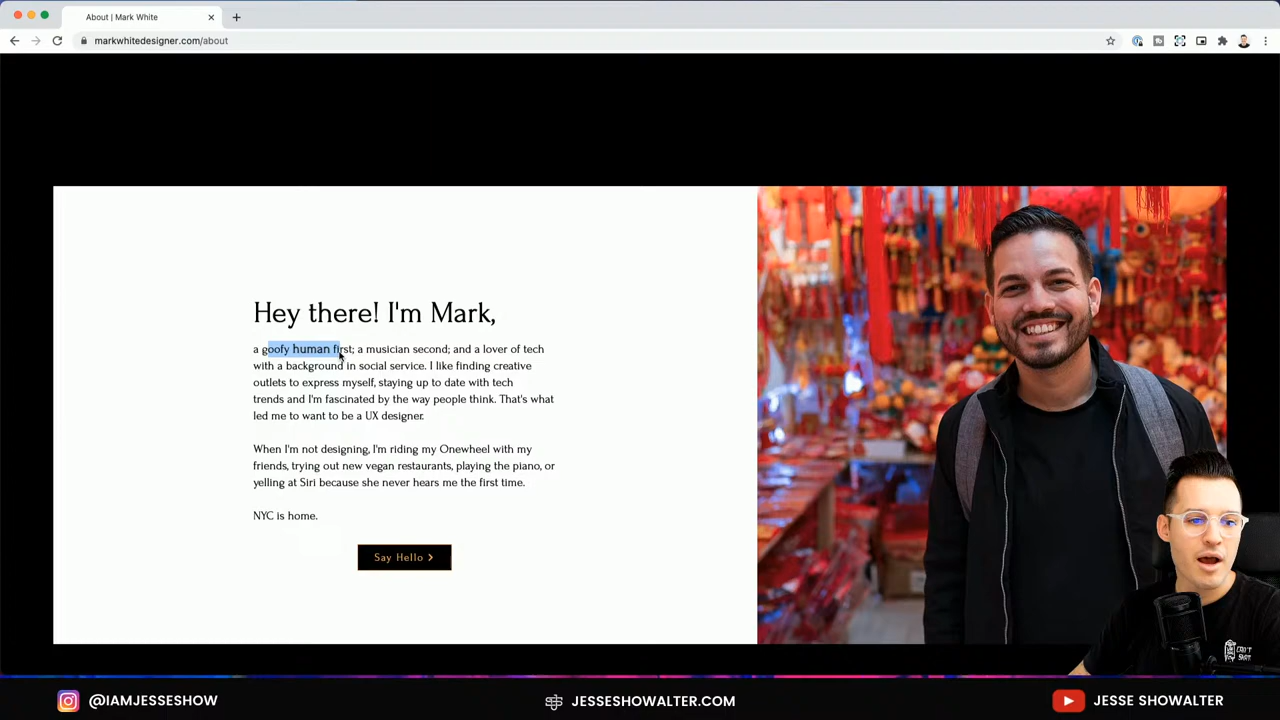 About | Mark White
markwhitedesigner.com/about
Hey there! I'm Mark,
a goofy human first; a musician second; and a lover of tech
with a background in social service. I like finding creative
outlets to express myself, staying up to date with tech
trends and I'm fascinated by the way people think. That's what
led me to want to be a UX designer.
When I'm not designing, I'm riding my Onewheel with my
friends, trying out new vegan restaurants, playing the piano, or
yelling at Siri because she never hears me the first time.
NYC is home.
Say Hello
@IAMJESSESHOW
JESSESHOWALTER.COM
JESSE SHOWALTER